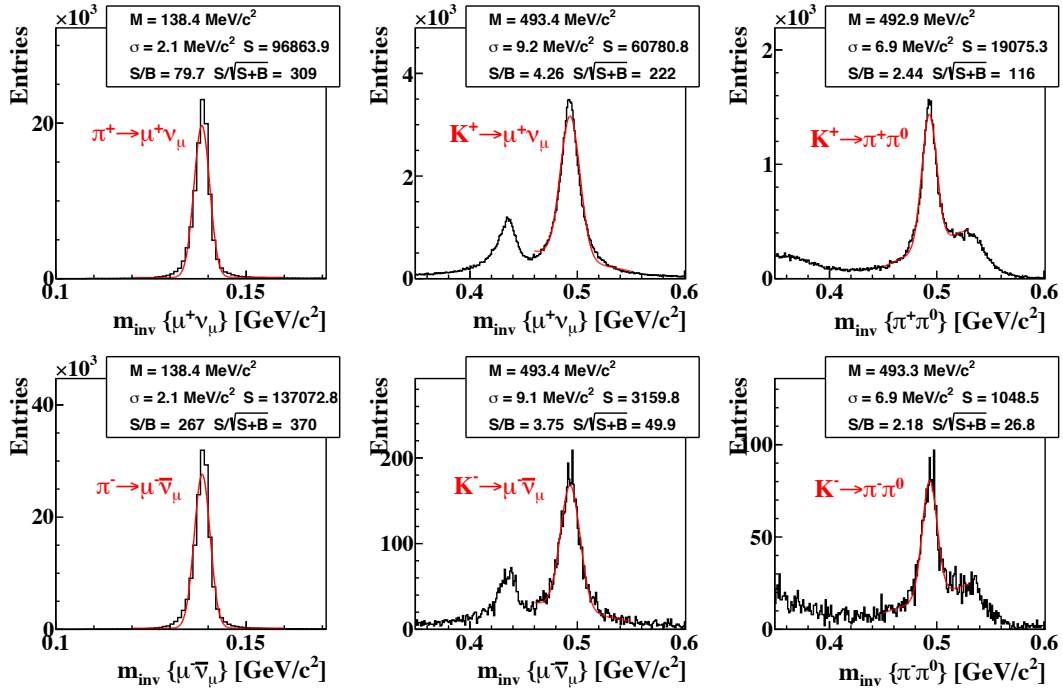 ×10³
Entries
M = 138.4 MeV/c²
σ = 2.1 MeV/c² S = 96863.9
S/B = 79.7 S/√S+B = 309
π⁺→μ⁺ν_μ
20
0
0.1
0.15
m_inv {μ⁺ν_μ} [GeV/c²]
×10³
Entries
M = 493.4 MeV/c²
σ = 9.2 MeV/c² S = 60780.8
S/B = 4.26 S/√S+B = 222
K⁺→μ⁺ν_μ
4
2
0
0.4
0.5
0.6
m_inv {μ⁺ν_μ} [GeV/c²]
×10³
Entries
M = 492.9 MeV/c²
σ = 6.9 MeV/c² S = 19075.3
S/B = 2.44 S/√S+B = 116
K⁺→π⁺π⁰
2
1
0
0.4
0.5
0.6
m_inv {π⁺π⁰} [GeV/c²]
×10³
Entries
M = 138.4 MeV/c²
σ = 2.1 MeV/c² S = 137072.8
S/B = 267 S/√S+B = 370
π⁻→μ⁻ν̅_μ
40
20
0
0.1
0.15
m_inv {μ⁻ν̅_μ} [GeV/c²]
Entries
M = 493.4 MeV/c²
σ = 9.1 MeV/c² S = 3159.8
S/B = 3.75 S/√S+B = 49.9
K⁻→μ⁻ν̅_μ
200
100
0
0.4
0.5
0.6
m_inv {μ⁻ν̅_μ} [GeV/c²]
Entries
M = 493.3 MeV/c²
σ = 6.9 MeV/c² S = 1048.5
S/B = 2.18 S/√S+B = 26.8
K⁻→π⁻π⁰
100
50
0
0.4
0.5
0.6
m_inv {π⁻π⁰} [GeV/c²]